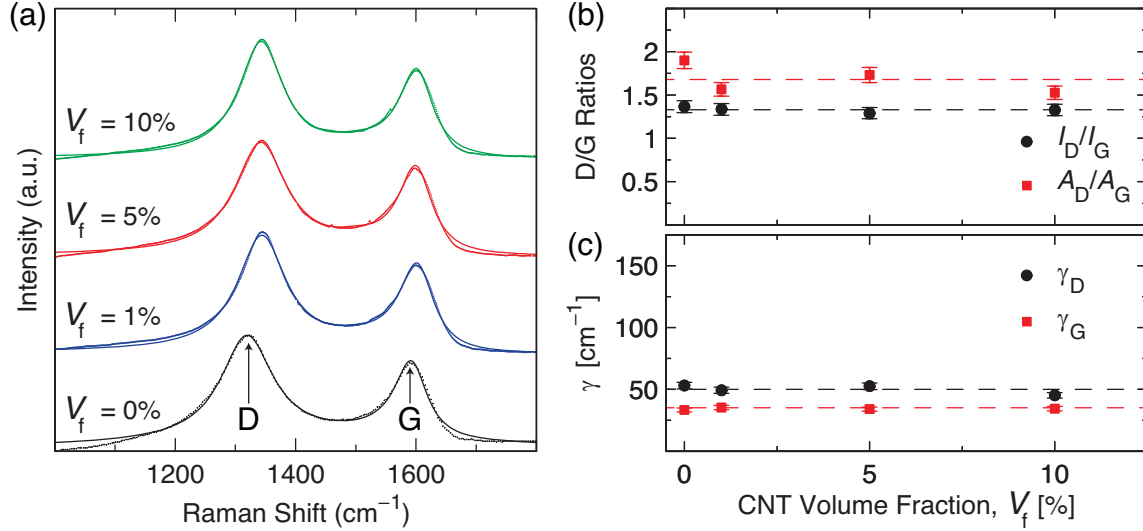 (a)
V_f = 10%
V_f = 5%
V_f = 1%
V_f = 0%
D
G
Intensity (a.u.)
1200 1400 1600
Raman Shift (cm⁻¹)
(b)
D/G Ratios
2
1.5
1
0.5
I_D/I_G
A_D/A_G
(c)
γ [cm⁻¹]
150
100
50
γ_D
γ_G
0 5 10
CNT Volume Fraction, V_f [%]